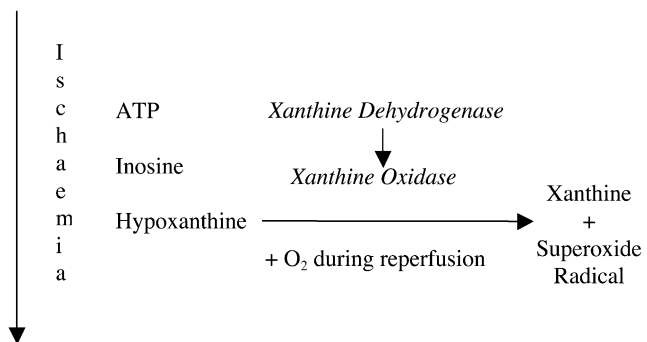 Ischaemia
ATP
Xanthine Dehydrogenase
Inosine
Xanthine Oxidase
Hypoxanthine
+ O₂ during reperfusion
Xanthine
+
Superoxide
Radical